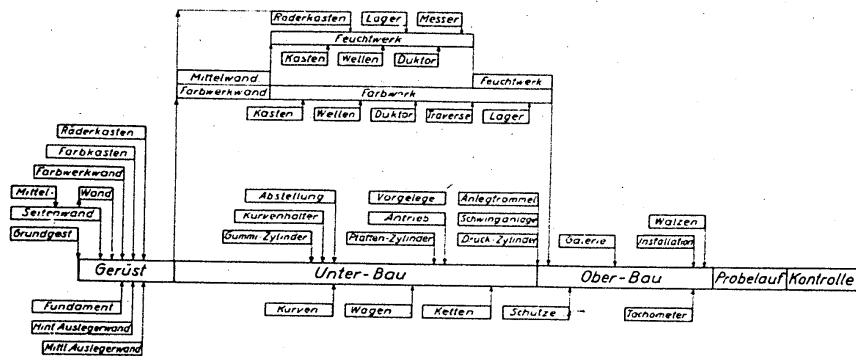 Räderkasten Lager Messer
Feuchtwerk
Kasten Wellen Duktor
Mittelwand Feuchtwerk
Farbwerkwand Farbwerk
Kasten Wellen Duktor Traverse Lager
Räderkasten
Farbkasten
Farbwerkwand
Mittel- Wand
Seitenwand
Grundgest
Abstellung Vorgelege Anlegtrommel
Kurvenhalter Antrieb Schwinganlage
Gummi-Zylinder Platten-Zylinder Druck-Zylinder
Galerie
Walzen
Installation
Gerüst Unter-Bau Ober-Bau Probelauf Kontrolle
Fundament Kurven Wagen Ketten Schütze Tachometer
Hint Auslegerwand
Mittl Auslegerwand